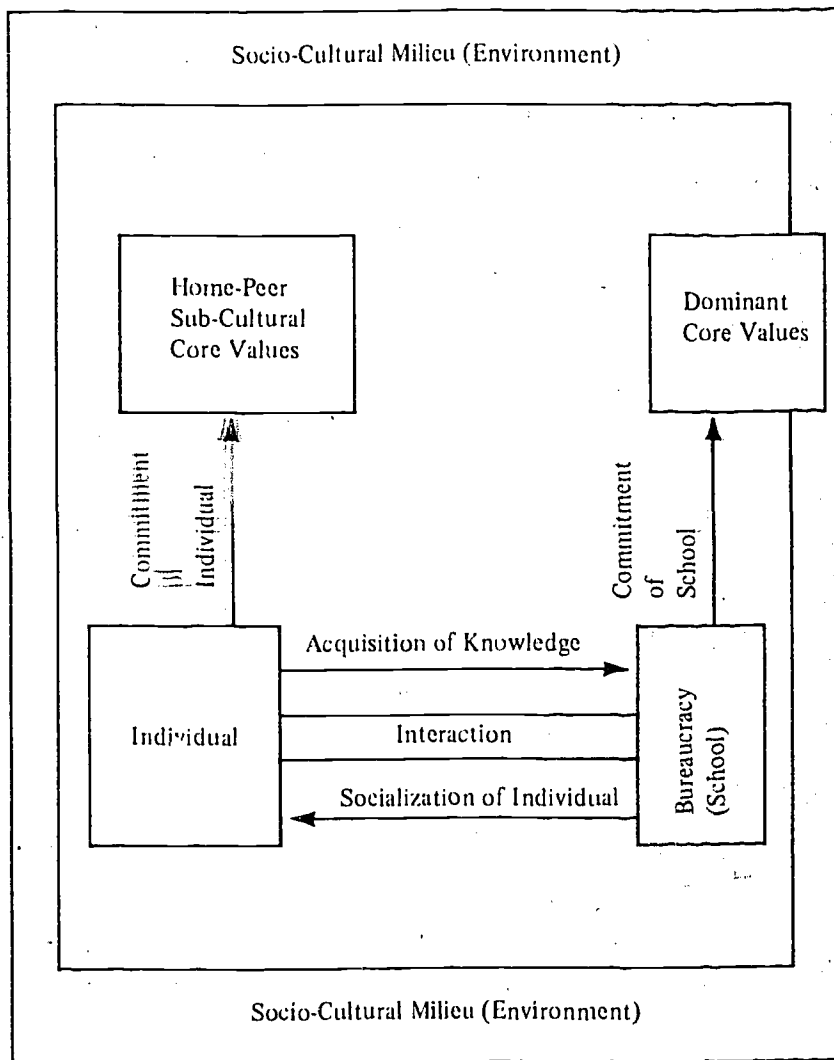 Socio-Cultural Milieu (Environment)
Home-Peer
Sub-Cultural
Core Values
Dominant
Core Values
Commitment
Individual
Commitment
of
School
Acquisition of Knowledge
Individual
Interaction
Bureaucracy
(School)
Socialization of Individual
Socio-Cultural Milieu (Environment)